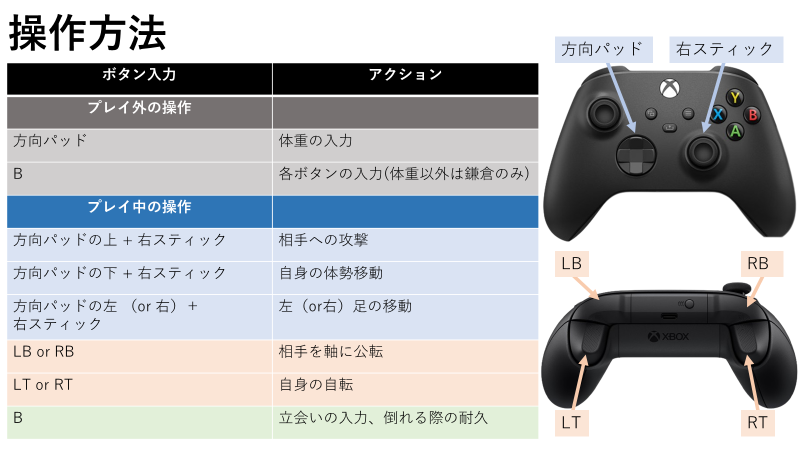 操作方法
ボタン入力 アクション
プレイ外の操作
方向パッド 体重の入力
B 各ボタンの入力(体重以外は鎌倉のみ)
プレイ中の操作
方向パッドの上 + 右スティック 相手への攻撃
方向パッドの下 + 右スティック 自身の体勢移動
方向パッドの左 (or 右) + 左(or右)足の移動
右スティック
LB or RB 相手を軸に公転
LT or RT 自身の自転
B 立会いの入力、倒れる際の耐久
方向パッド 右スティック
Y
X B
A
LB RB
XBOX
LT RT